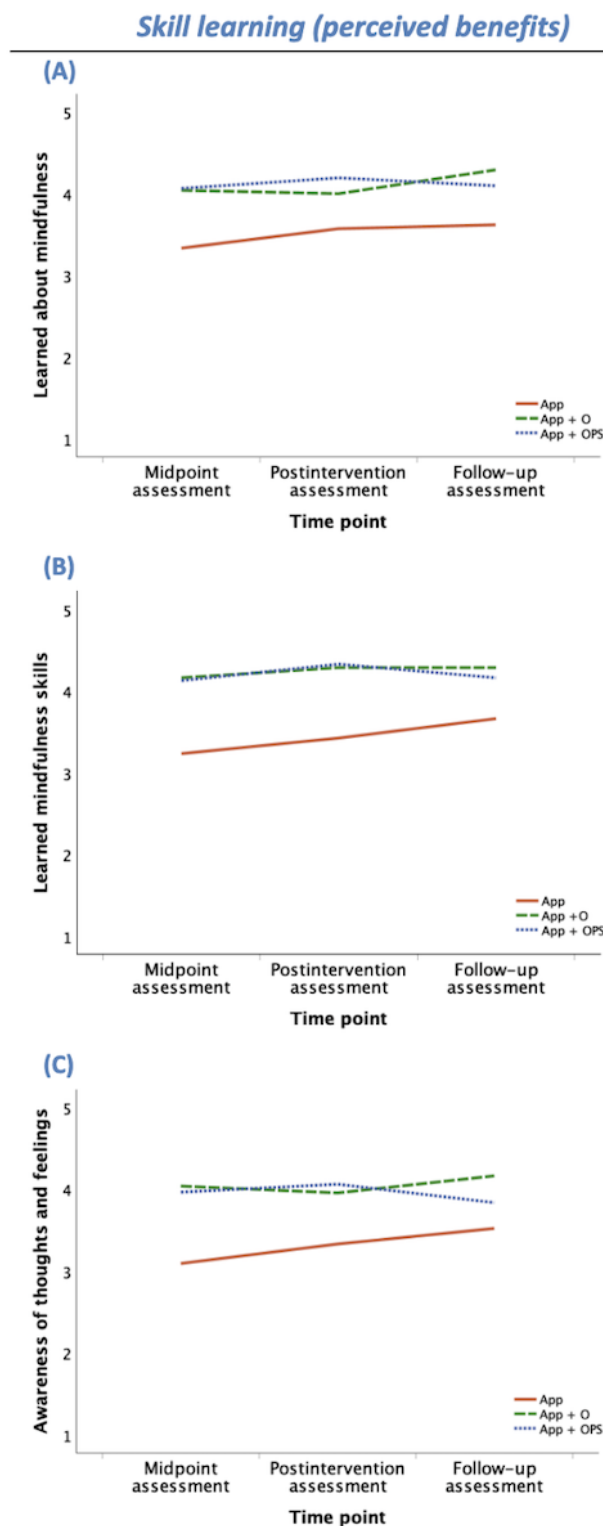 Skill learning (perceived benefits)
(A)
Learned about mindfulness
5
4
3
2
1
App
App + O
App + OPS
Midpoint assessment
Postintervention assessment
Follow-up assessment
Time point
(B)
Learned mindfulness skills
5
4
3
2
1
App
App +O
App + OPS
Midpoint assessment
Postintervention assessment
Follow-up assessment
Time point
(C)
Awareness of thoughts and feelings
5
4
3
2
1
App
App + O
App + OPS
Midpoint assessment
Postintervention assessment
Follow-up assessment
Time point